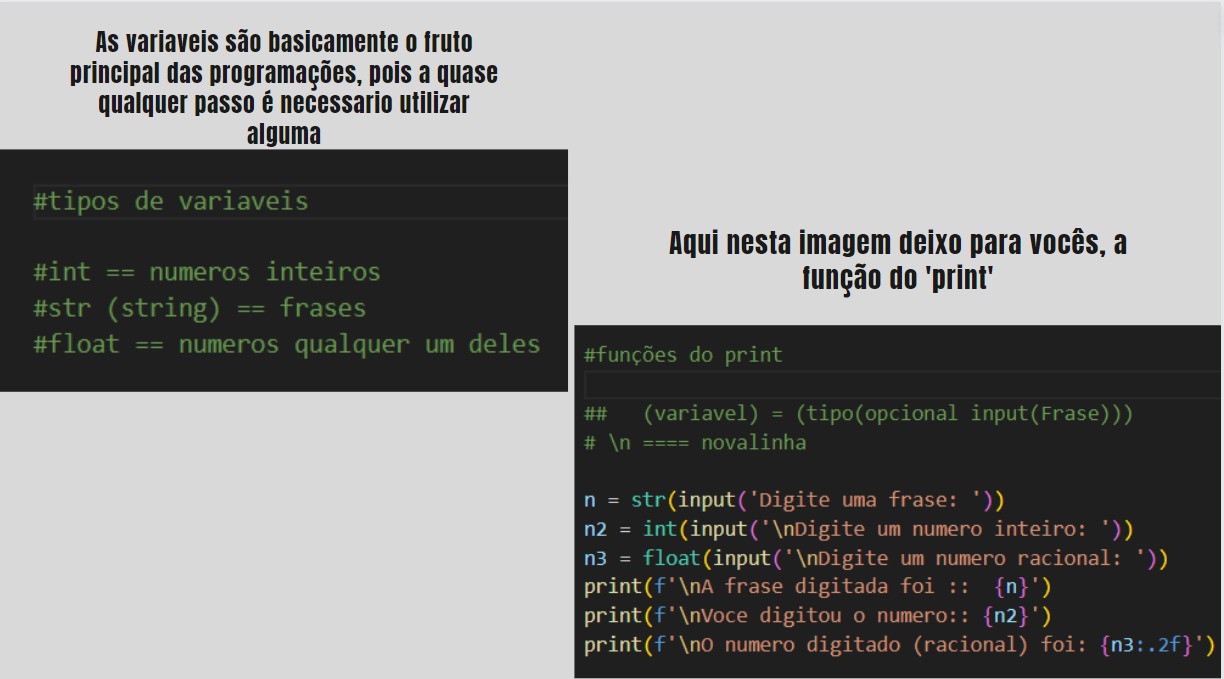 As variaveis são basicamente o fruto
principal das programações, pois a quase
qualquer passo é necessario utilizar
alguma
#tipos de variaveis
#int == numeros inteiros
#str (string) == frases
#float == numeros qualquer um deles
Aqui nesta imagem deixo para vocês, a
função do 'print'
#funções do print
##   (variavel) = (tipo(opcional input(Frase)))
# \n ==== novalinha
n = str(input('Digite uma frase: '))
n2 = int(input('\nDigite um numero inteiro: '))
n3 = float(input('\nDigite um numero racional: '))
print(f'\nA frase digitada foi ::  {n}')
print(f'\nVoce digitou o numero:: {n2}')
print(f'\nO numero digitado (racional) foi: {n3:.2f}')